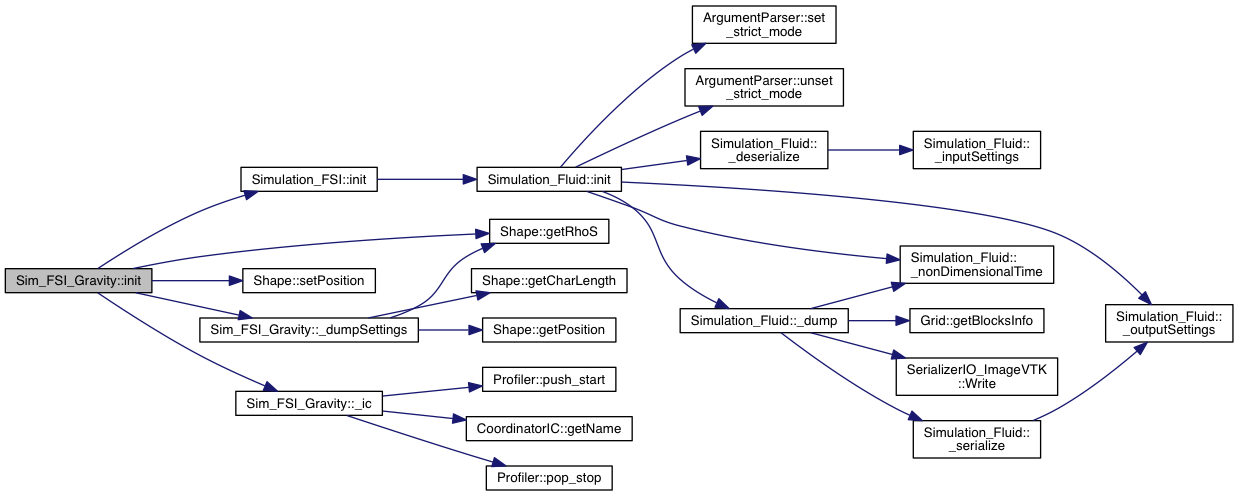 Sim_FSI_Gravity::init
Simulation_FSI::init
Shape::setPosition
Sim_FSI_Gravity::_dumpSettings
Sim_FSI_Gravity::_ic
Simulation_Fluid::init
Shape::getRhoS
Shape::getCharLength
Shape::getPosition
Profiler::push_start
CoordinatorIC::getName
Profiler::pop_stop
ArgumentParser::set
_strict_mode
ArgumentParser::unset
_strict_mode
Simulation_Fluid::
_deserialize
Simulation_Fluid::_dump
Simulation_Fluid::
_inputSettings
Simulation_Fluid::
_nonDimensionalTime
Grid::getBlocksInfo
SerializerIO_ImageVTK
::Write
Simulation_Fluid::
_serialize
Simulation_Fluid::
_outputSettings